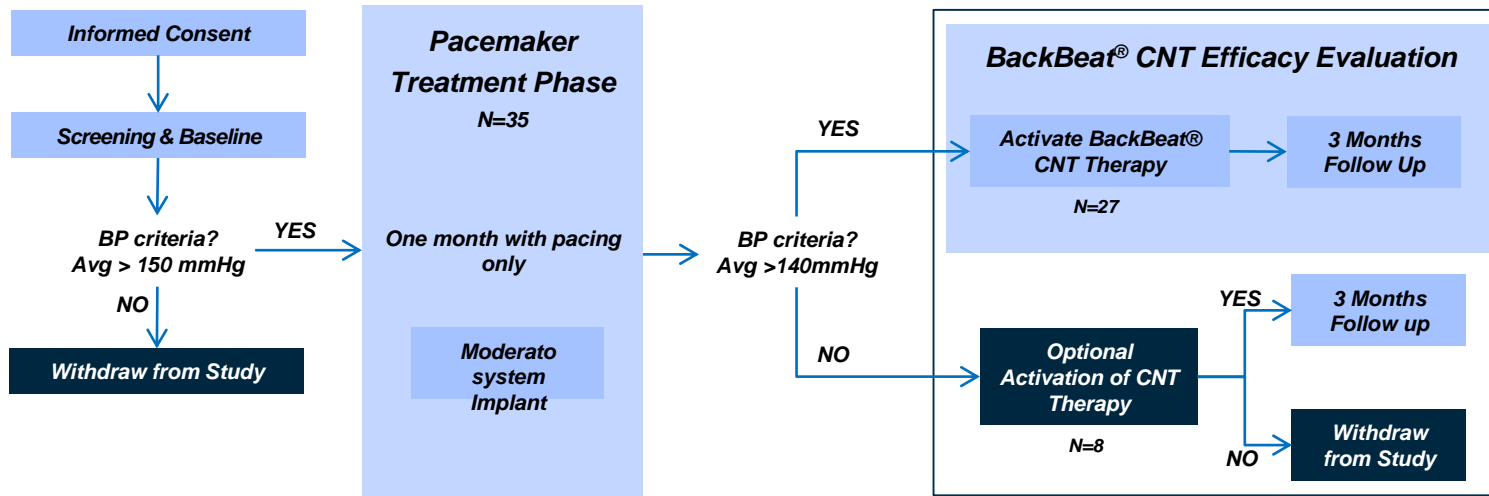 Informed Consent
Screening & Baseline
BP criteria?
Avg > 150 mmHg
YES
NO
Withdraw from Study
Pacemaker
Treatment Phase
N=35
One month with pacing
only
Moderato
system
Implant
BP criteria?
Avg >140mmHg
YES
NO
BackBeat® CNT Efficacy Evaluation
Activate BackBeat®
CNT Therapy
N=27
3 Months
Follow Up
Optional
Activation of CNT
Therapy
N=8
YES
3 Months
Follow up
NO
Withdraw
from Study